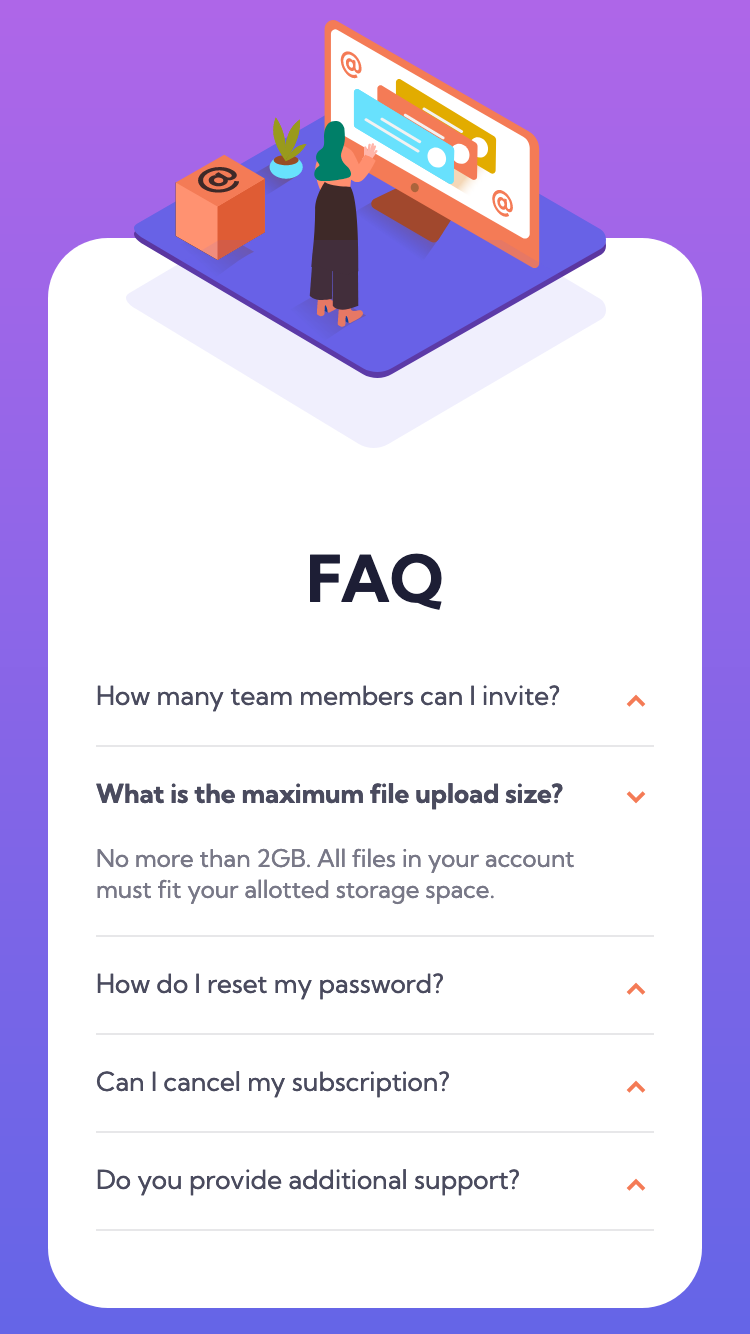 @
@
@
FAQ
How many team members can I invite?
What is the maximum file upload size?
No more than 2GB. All files in your account
must fit your allotted storage space.
How do I reset my password?
Can I cancel my subscription?
Do you provide additional support?